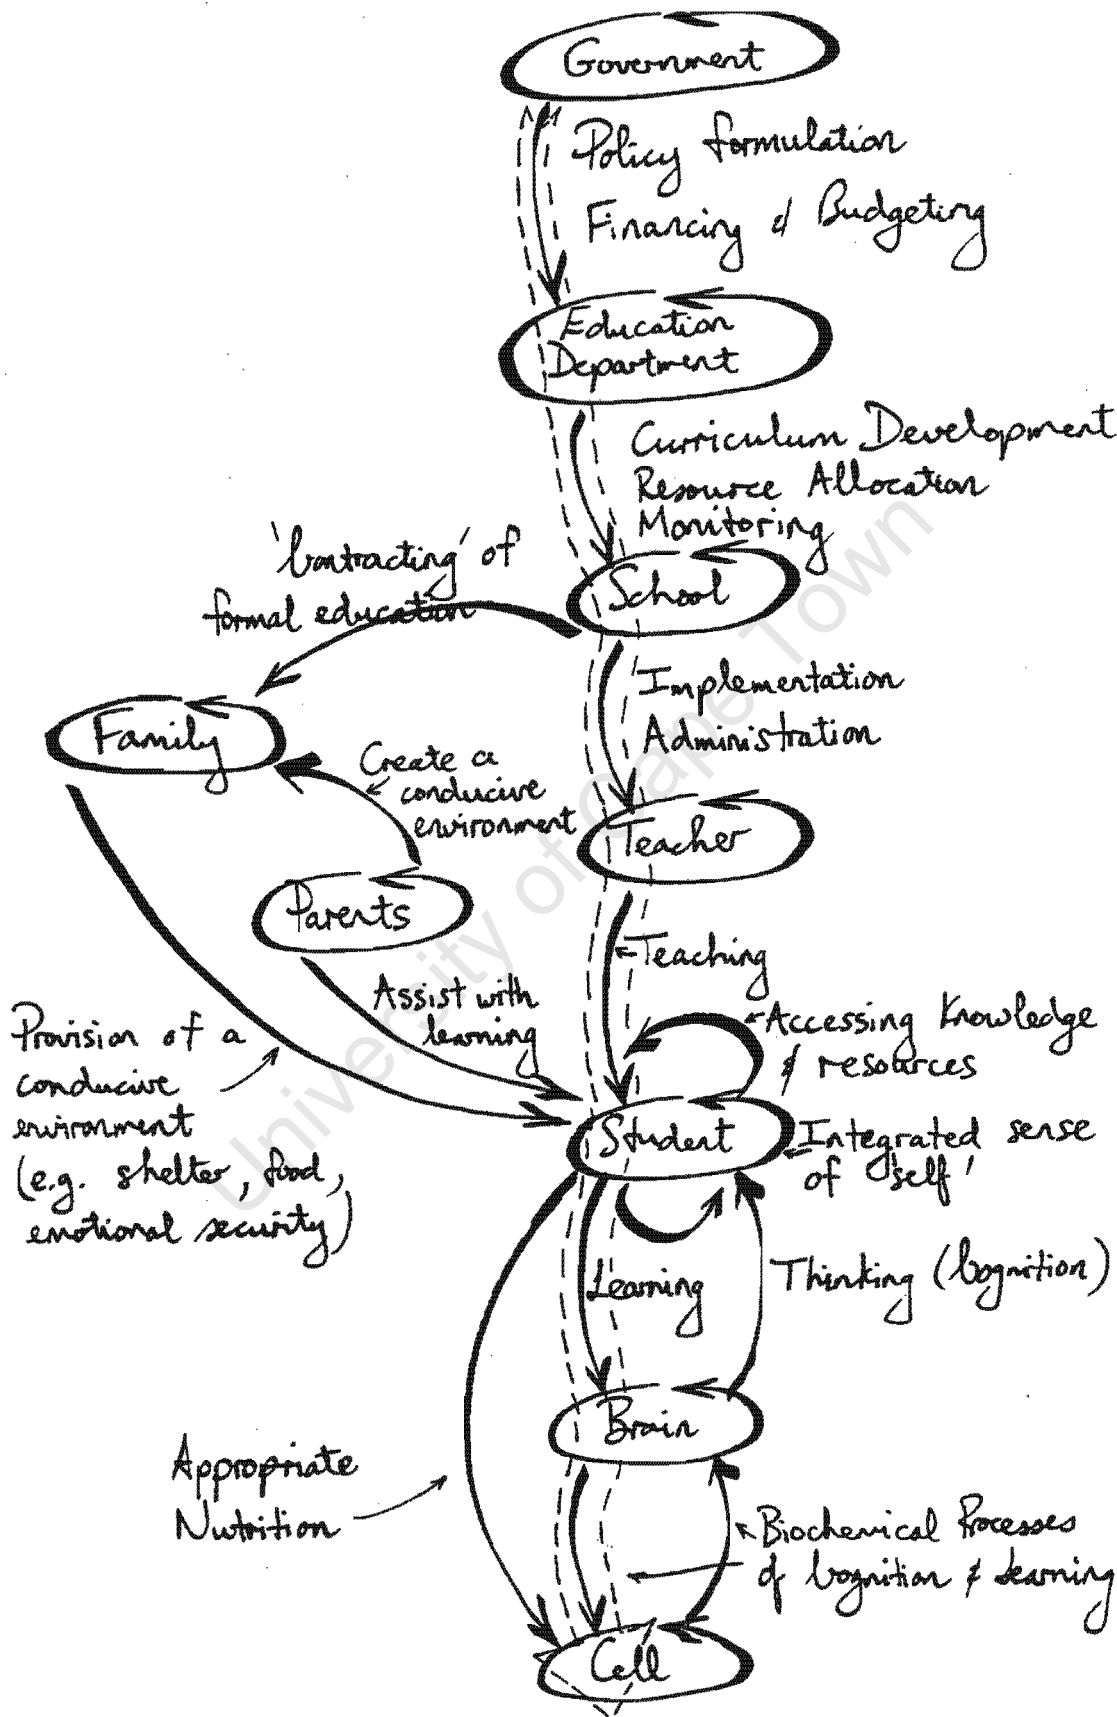 Government
Policy formulation
Financing & Budgeting
Education
Department
Curriculum Development
Resource Allocation
Monitoring
'Contracting' of
formal education
School
Implementation
Administration
Family
Create a
conducive
environment
Teacher
Parents
Teaching
Assist with
learning
Accessing Knowledge
& resources
Provision of a
conducive
environment
(e.g. shelter, food,
emotional security)
Student
Integrated sense
of 'self'
Learning
Thinking (Cognition)
Brain
Appropriate
Nutrition
Biochemical Processes
of Cognition & Learning
Cell
University of Cape Town